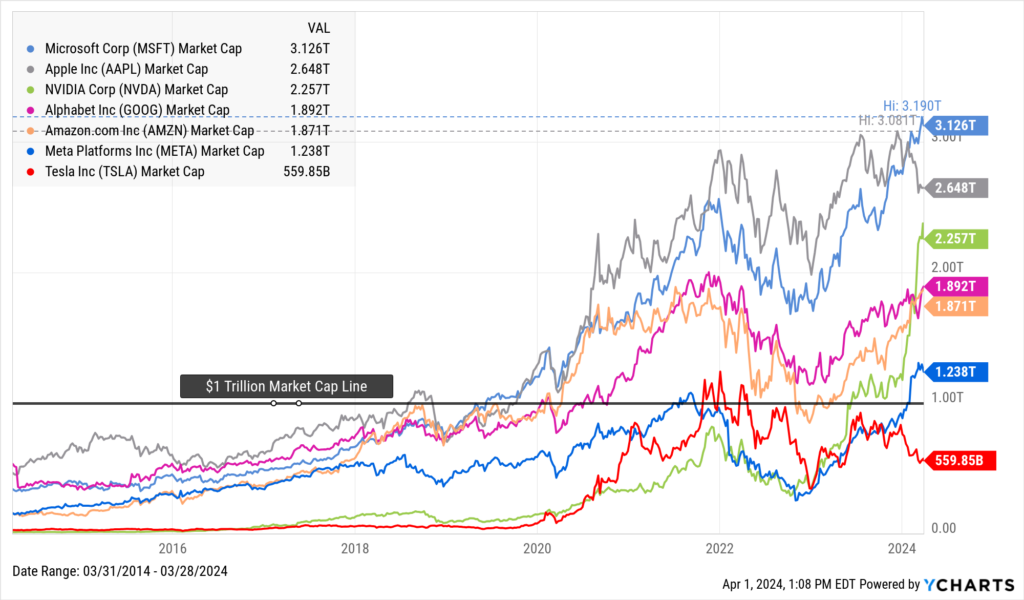 VAL
Microsoft Corp (MSFT) Market Cap 3.126T
Apple Inc (AAPL) Market Cap 2.648T
NVIDIA Corp (NVDA) Market Cap 2.257T
Alphabet Inc (GOOG) Market Cap 1.892T
Amazon.com Inc (AMZN) Market Cap 1.871T
Meta Platforms Inc (META) Market Cap 1.238T
Tesla Inc (TSLA) Market Cap 559.85B
Hi: 3.190T
Hi: 3.081T
3.126T
3.00T
2.648T
2.257T
2.00T
1.892T
1.871T
1.238T
$1 Trillion Market Cap Line
1.00T
559.85B
0.00
2016 2018 2020 2022 2024
Date Range: 03/31/2014 - 03/28/2024
Apr 1, 2024, 1:08 PM EDT Powered by YCHARTS